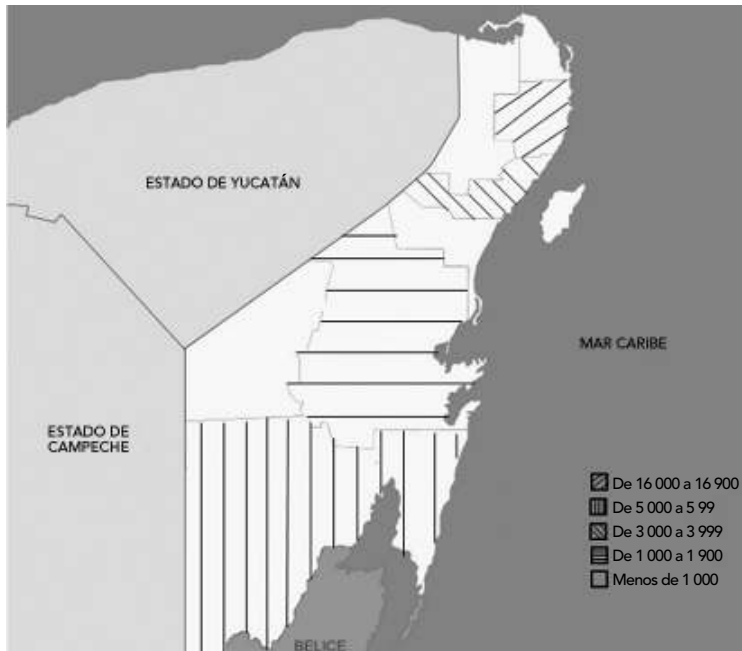 ESTADO DE YUCATÁN
MAR CARIBE
ESTADO DE
CAMPECHE
De 16 000 a 16 900
De 5 000 a 5 99
De 3 000 a 3 999
De 1 000 a 1 900
Menos de 1 000
BELICE